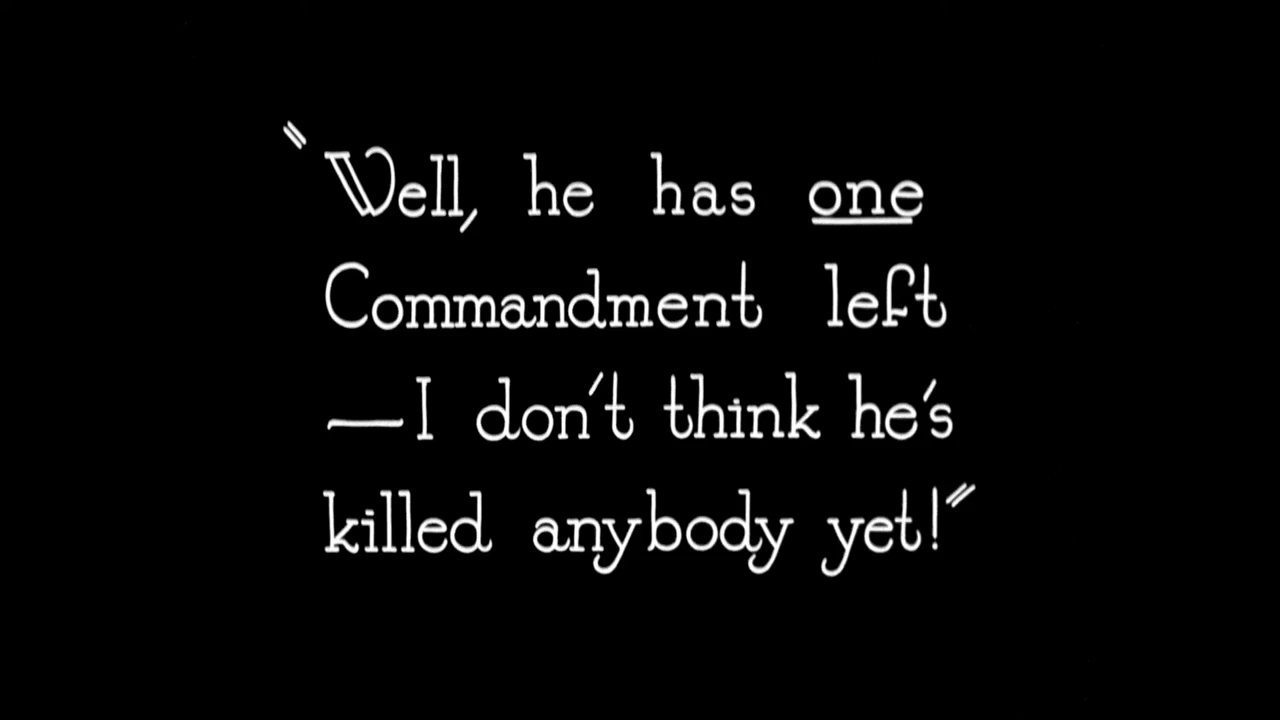 "Well, he has one
Commandment left
—I don't think he's
killed anybody yet!"